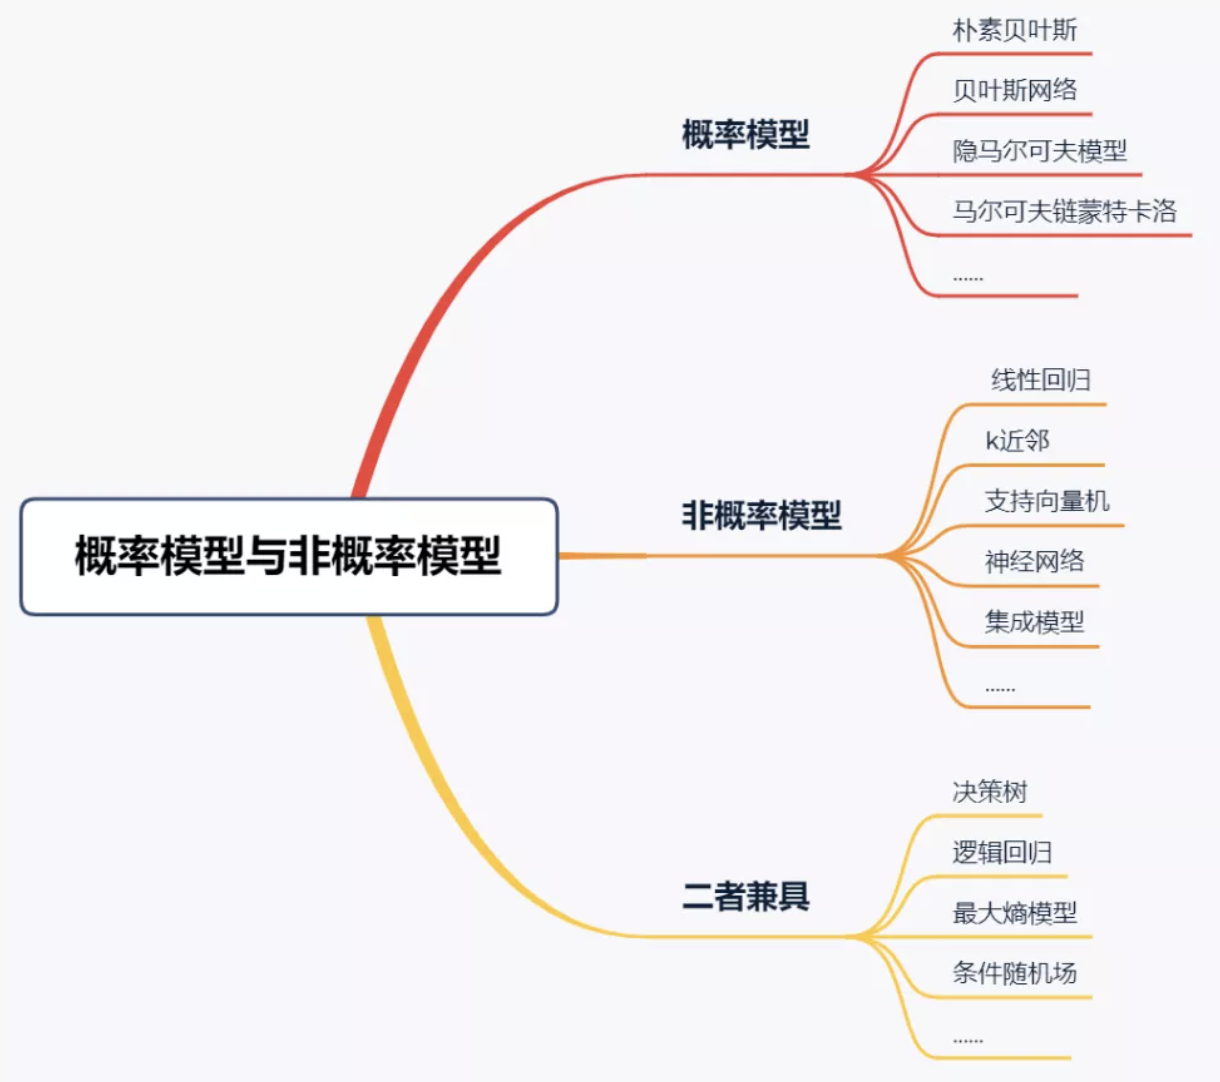 概率模型与非概率模型
概率模型
朴素贝叶斯
贝叶斯网络
隐马尔可夫模型
马尔可夫链蒙特卡洛
……
非概率模型
线性回归
k近邻
支持向量机
神经网络
集成模型
……
二者兼具
决策树
逻辑回归
最大熵模型
条件随机场
……